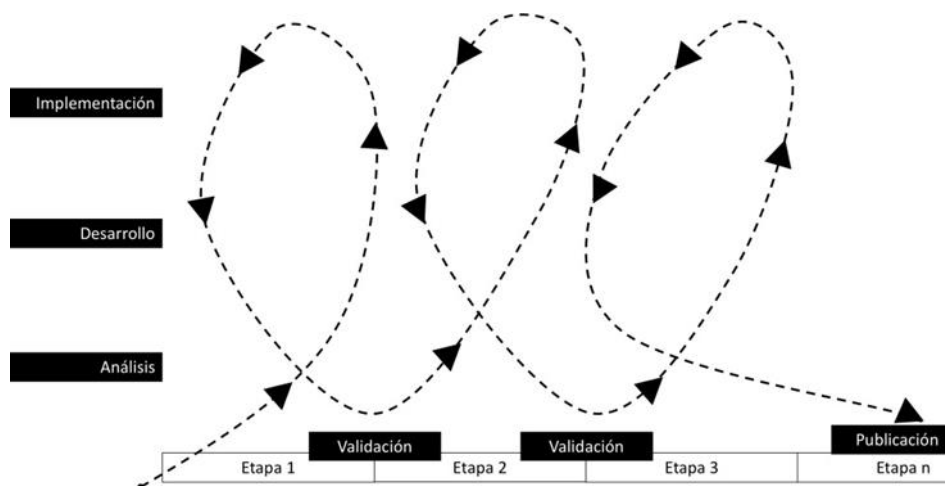 Implementación
Desarrollo
Análisis
Validación
Validación
Publicación
Etapa 1
Etapa 2
Etapa 3
Etapa n